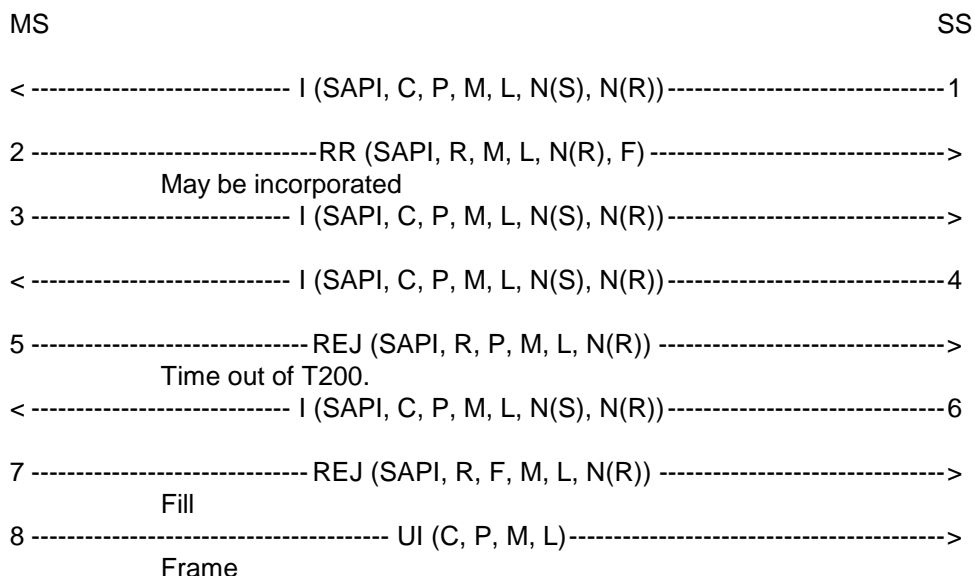 MS SS
< ----------------------------- I (SAPI, C, P, M, L, N(S), N(R))-------------------------------1
2 --------------------------------RR (SAPI, R, M, L, N(R), F) --------------------------------->
May be incorporated
3 ----------------------------- I (SAPI, C, P, M, L, N(S), N(R))------------------------------->
< ----------------------------- I (SAPI, C, P, M, L, N(S), N(R))-------------------------------4
5 -------------------------------REJ (SAPI, R, P, M, L, N(R)) -------------------------------->
Time out of T200.
< ----------------------------- I (SAPI, C, P, M, L, N(S), N(R))-------------------------------6
7 -------------------------------REJ (SAPI, R, F, M, L, N(R)) -------------------------------->
Fill
8 ---------------------------------------- UI (C, P, M, L)------------------------------------------>
Frame